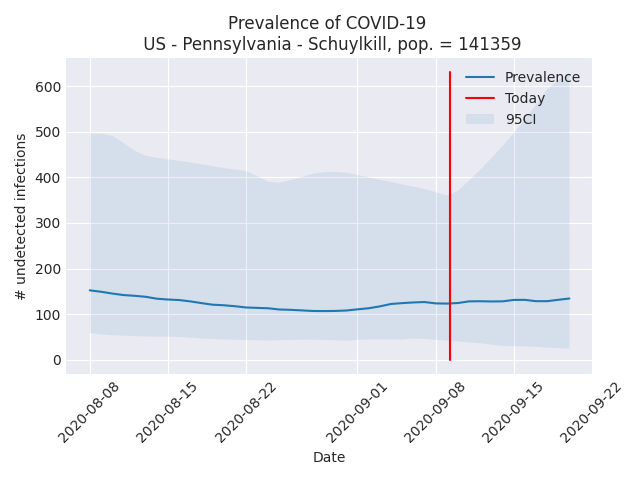 Prevalence of COVID-19
US - Pennsylvania - Schuylkill, pop. = 141359
Prevalence
Today
95CI
# undetected infections
600
500
400
300
200
100
0
2020-08-08
2020-08-15
2020-08-22
2020-09-01
2020-09-08
2020-09-15
2020-09-22
Date